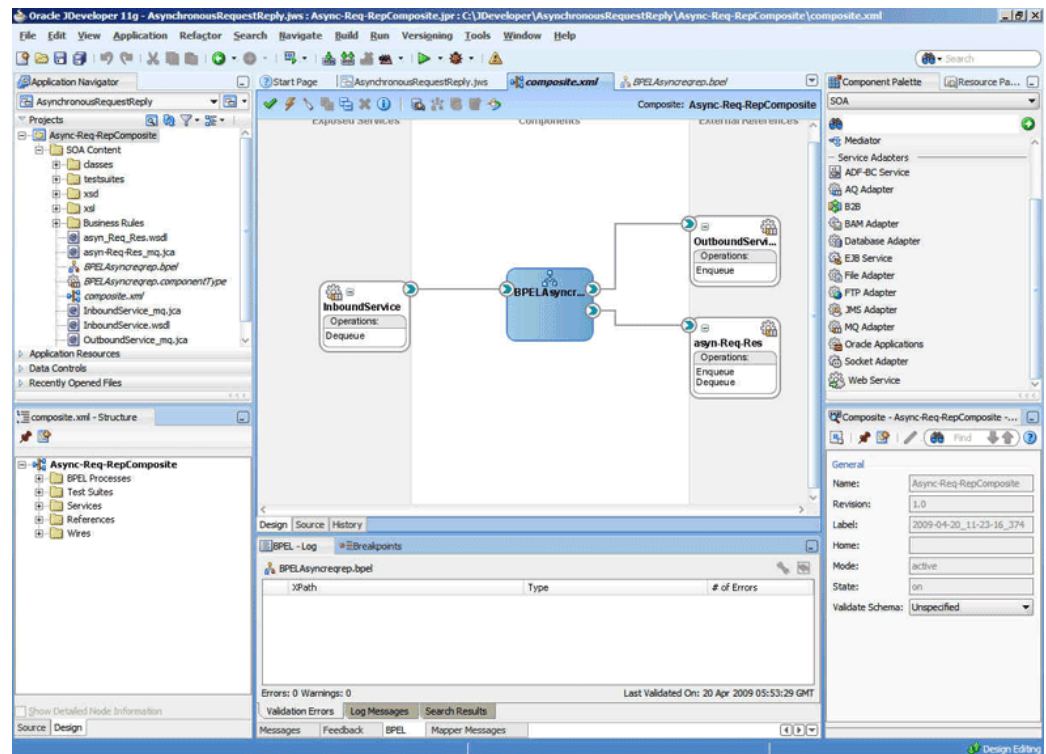 Oracle JDeveloper 11g - AsynchronousRequestReply.jws : Async-Req-RepComposite.jpr : C:\JDeveloper\AsynchronousRequestReply\Async-Req-RepComposite\composite.xml
File Edit View Application Refactor Search Navigate Build Run Versigning Tools Window Help
Search
Application Navigator
AsynchronousRequestReply
Projects
Async-Req-RepComposite
SOA Content
classes
testsuites
xsd
xsl
Business Rules
asyn_Req_Res.wsdl
asyn-Req-Res_mq.jca
BPELAsyncreqrep.bpel
BPELAsyncreqrep.componentType
composite.xml
InboundService_mq.jca
InboundService.wsdl
OutboundService_mq.jca
Application Resources
Data Controls
Recently Opened Files
composite.xml - Structure
Async-Req-RepComposite
BPEL Processes
Test Suites
Services
References
Wires
Show Detailed Node Information
Source Design
Start Page AsynchronousRequestReply.jws composite.xml BPELAsyncreqrep.bpel
Composite: Async-Req-RepComposite
Exposed Services Components External References
InboundService
Operations:
Dequeue
BPELAsyncr...
OutboundServi...
Operations:
Enqueue
asyn-Req-Res
Operations:
Enqueue
Dequeue
Design Source History
BPEL - Log Breakpoints
BPELAsyncreqrep.bpel
XPath Type # of Errors
Errors: 0 Warnings: 0 Last Validated On: 20 Apr 2009 05:53:29 GMT
Validation Errors Log Messages Search Results
Messages Feedback BPEL Mapper Messages
Component Palette Resource Pa...
SOA
Mediator
Service Adapters
ADF-BC Service
AQ Adapter
B2B
BAM Adapter
Database Adapter
EJB Service
File Adapter
FTP Adapter
JMS Adapter
MQ Adapter
Oracle Applications
Socket Adapter
Web Service
Composite - Async-Req-RepComposite -...
Find
General
Name: Async-Req-RepComposite
Revision: 1.0
Label: 2009-04-20_11-23-16_374
Home:
Mode: active
State: on
Validate Schema: Unspecified
Design Editing